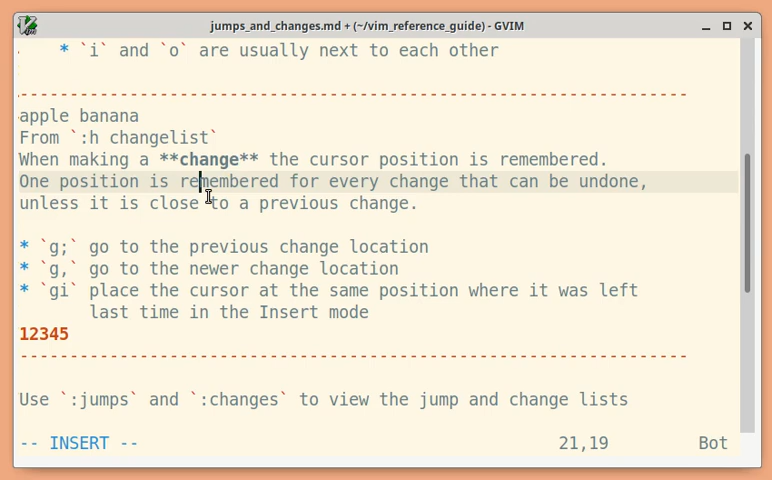 jumps_and_changes.md + (~/vim_reference_guide) - GVIM
* `i` and `o` are usually next to each other
--------------------------------------------------------------------
apple banana
From `:h changelist`
When making a **change** the cursor position is remembered.
One position is remembered for every change that can be undone,
unless it is close to a previous change.
* `g;` go to the previous change location
* `g,` go to the newer change location
* `gi` place the cursor at the same position where it was left
last time in the Insert mode
12345
--------------------------------------------------------------------
Use `:jumps` and `:changes` to view the jump and change lists
-- INSERT -- 21,19 Bot